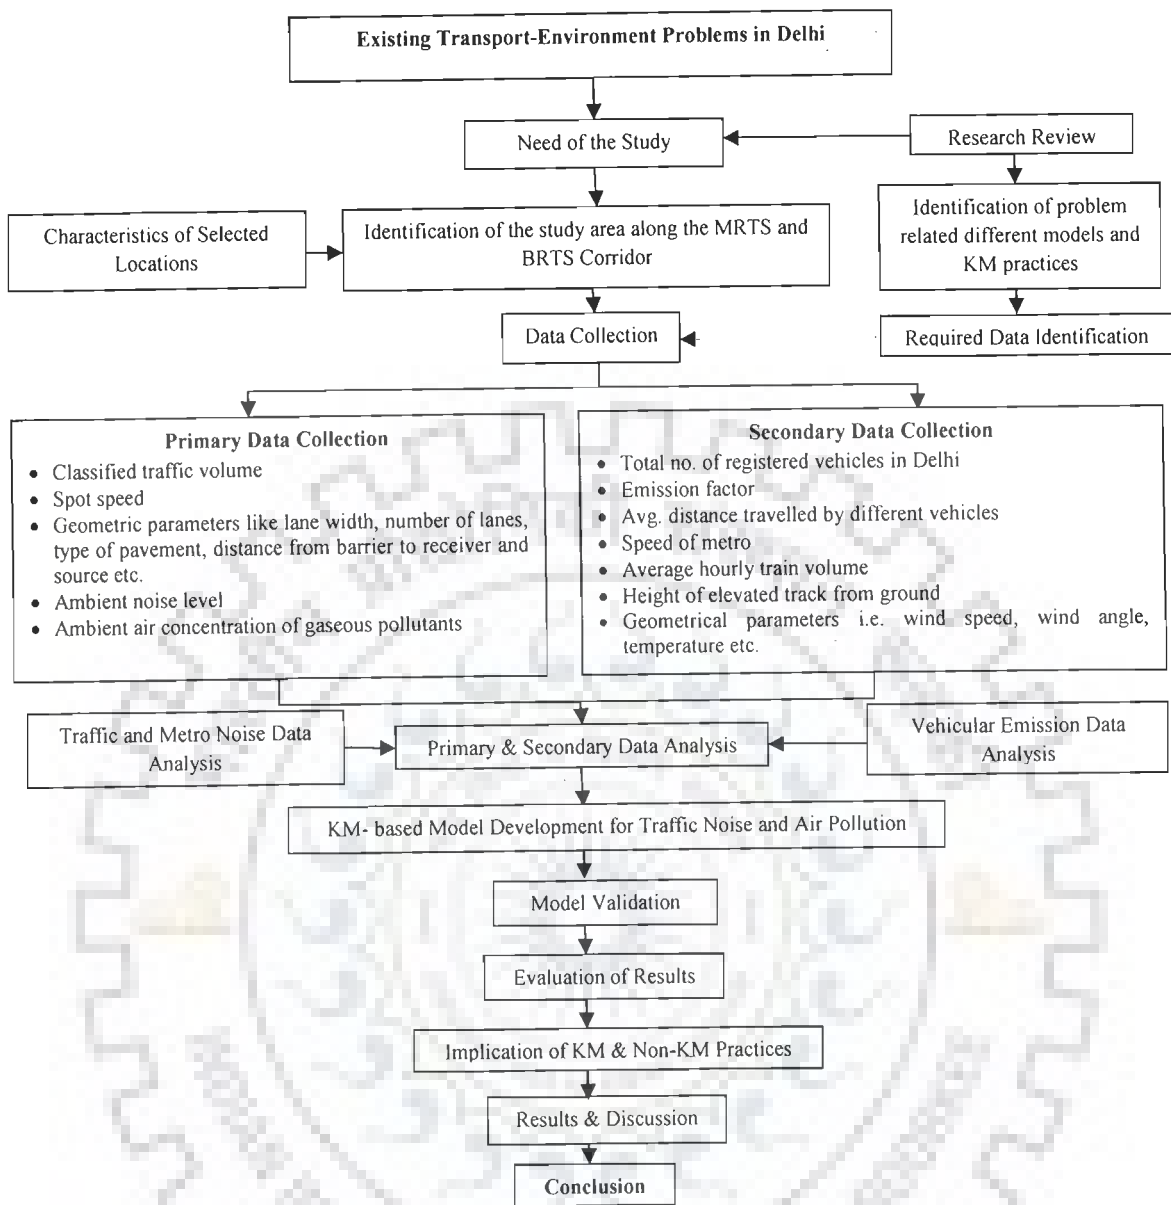 Existing Transport-Environment Problems in Delhi
Need of the Study
Research Review
Characteristics of Selected
Locations
Identification of the study area along the MRTS and
BRTS Corridor
Identification of problem
related different models and
KM practices
Data Collection
Required Data Identification
Primary Data Collection
• Classified traffic volume
• Spot speed
• Geometric parameters like lane width, number of lanes,
type of pavement, distance from barrier to receiver and
source etc.
• Ambient noise level
• Ambient air concentration of gaseous pollutants
Secondary Data Collection
• Total no. of registered vehicles in Delhi
• Emission factor
• Avg. distance travelled by different vehicles
• Speed of metro
• Average hourly train volume
• Height of elevated track from ground
• Geometrical parameters i.e. wind speed, wind angle,
temperature etc.
Traffic and Metro Noise Data
Analysis
Primary & Secondary Data Analysis
Vehicular Emission Data
Analysis
KM- based Model Development for Traffic Noise and Air Pollution
Model Validation
Evaluation of Results
Implication of KM & Non-KM Practices
Results & Discussion
Conclusion